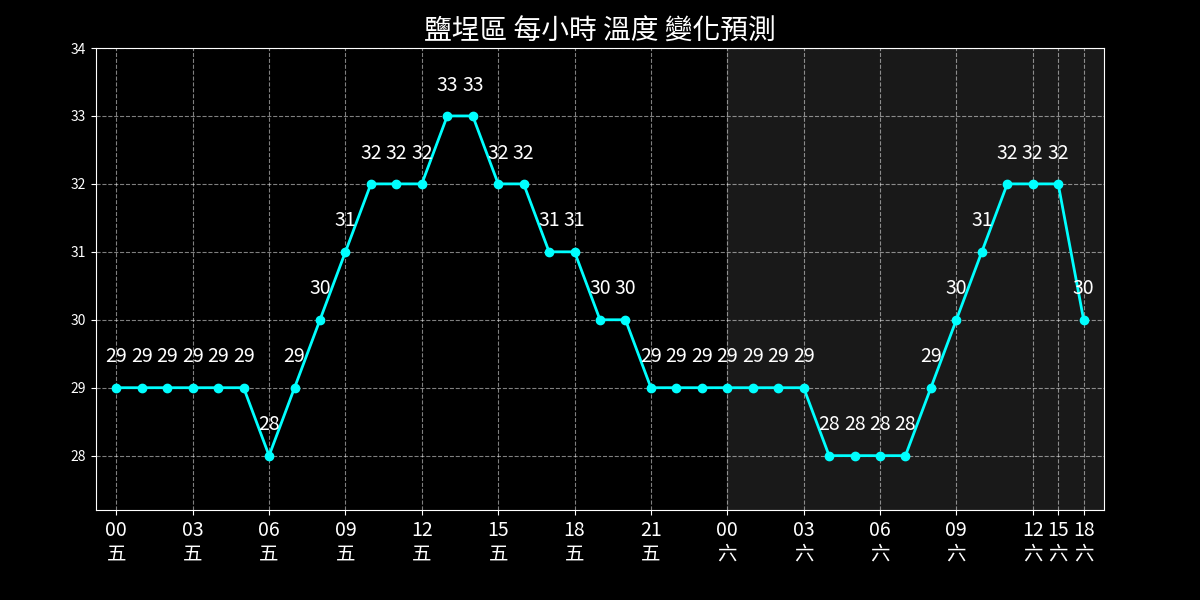 鹽埕區 每小時 溫度 變化預測
34
33 33
33
32 32 32 32 32 32 32 32
32
31 31 31 31
31
30 30 30 30 30
30
29 29 29 29 29 29 29 29 29 29 29 29 29 29 29
29
28 28 28 28 28
28
00 03 06 09 12 15 18 21 00 03 06 09 12 15 18
五 五 五 五 五 五 五 五 六 六 六 六 六 六 六